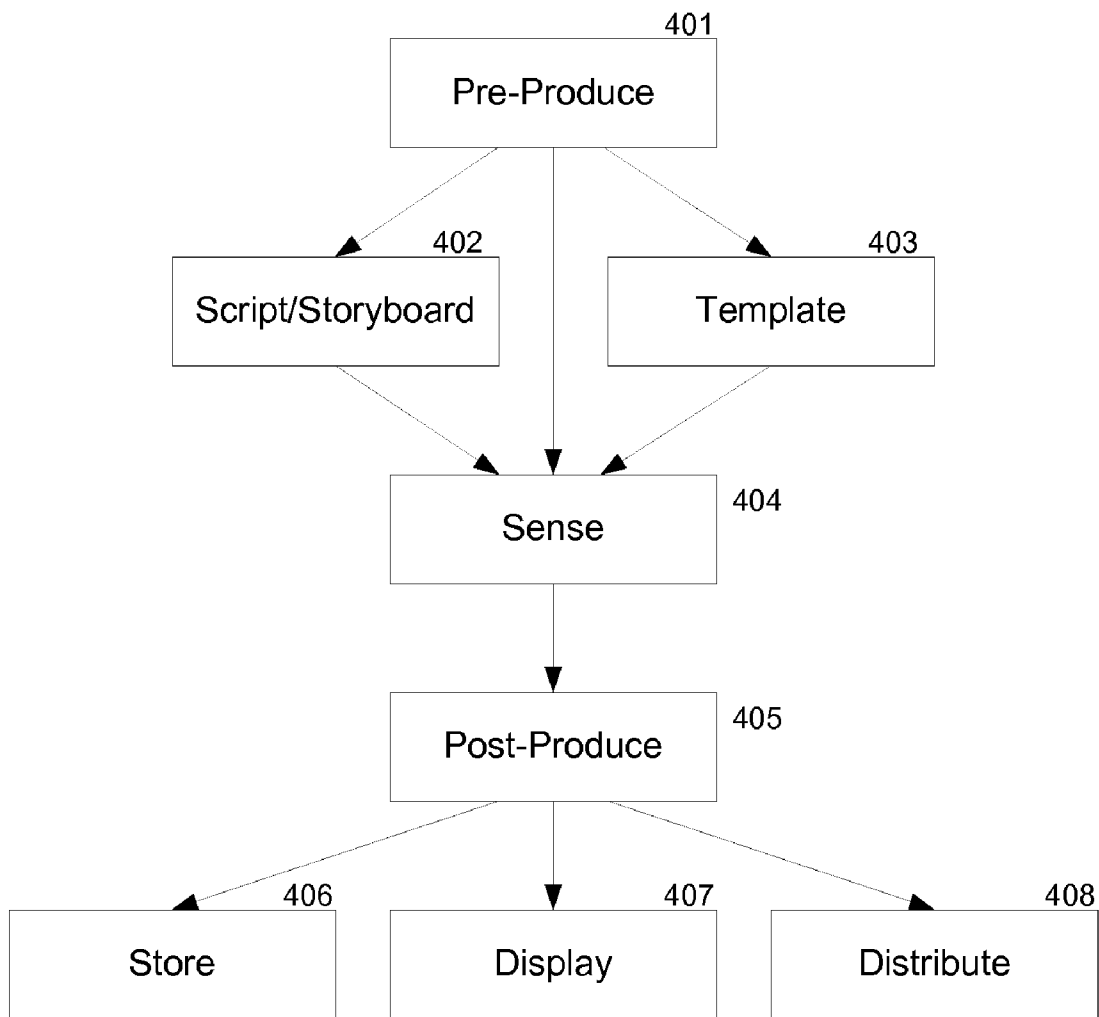 401
Pre-Produce
402
Script/Storyboard
403
Template
404
Sense
405
Post-Produce
406
Store
407
Display
408
Distribute